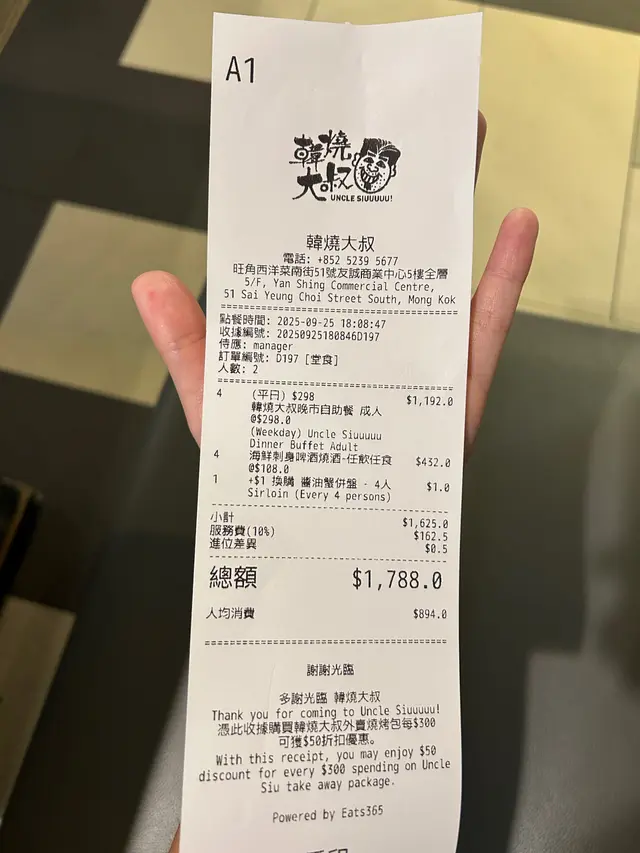 A1
韓燒
大叔
UNCLE SIUUUUU!
韓燒大叔
電話: +852 5239 5677
旺角西洋菜南街51號友誠商業中心5樓全層
5/F, Yan Shing Commercial Centre,
51 Sai Yeung Choi Street South, Mong Kok
點餐時間: 2025-09-25 18:08:47
收據編號: 20250925180846D197
侍應: manager
訂單編號: D197 [堂食]
人數: 2
4 (平日) $298 $1,192.0
韓燒大叔晚市自助餐 成人
@$298.0
(Weekday) Uncle Siuuuuu
Dinner Buffet Adult
4 海鮮刺身啤酒燒酒-任飲任食 $432.0
@$108.0
1 +$1 換購 醬油蟹併盤 - 4人 $1.0
Sirloin (Every 4 persons)
小計 $1,625.0
服務費(10%) $162.5
進位差異 $0.5
總額 $1,788.0
人均消費 $894.0
謝謝光臨
多謝光臨 韓燒大叔
Thank you for coming to Uncle Siuuuuu!
憑此收據購買韓燒大叔外賣燒烤包每$300
可獲$50折扣優惠。
With this receipt, you may enjoy $50
discount for every $300 spending on Uncle
Siu take away package.
Powered by Eats365